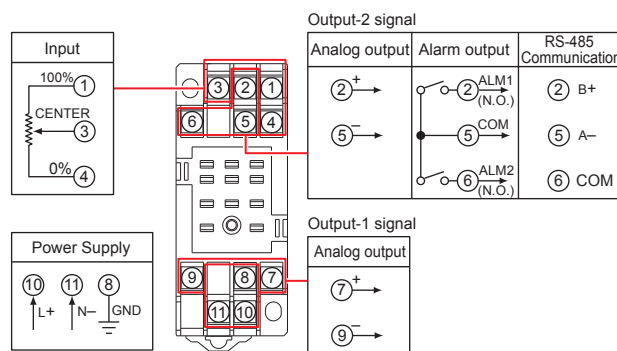 Input
100% 1
CENTER 3
0% 4
3 2 1
6 5 4
9 8 7
11 10
Power Supply
10 11 8
L+ N– GND
Output-2 signal
Analog output Alarm output RS-485 Communication
2 + 2 ALM1 (N.O.) 2 B+
5 – 5 COM 5 A–
6 ALM2 (N.O.) 6 COM
Output-1 signal
Analog output
7 +
9 –